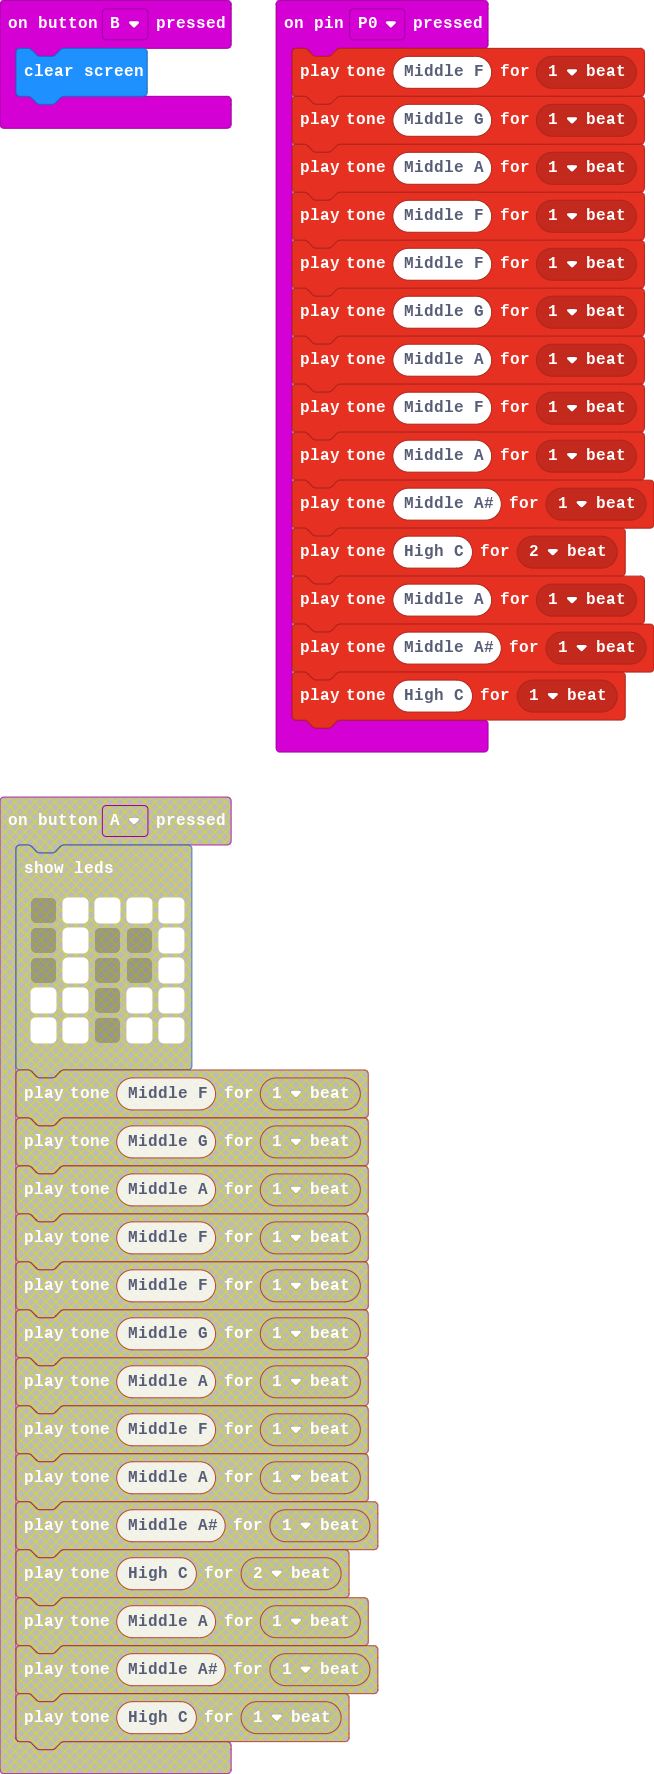 on button B pressed
clear screen
on pin P0 pressed
play tone Middle F for 1 beat
play tone Middle G for 1 beat
play tone Middle A for 1 beat
play tone Middle F for 1 beat
play tone Middle F for 1 beat
play tone Middle G for 1 beat
play tone Middle A for 1 beat
play tone Middle F for 1 beat
play tone Middle A for 1 beat
play tone Middle A# for 1 beat
play tone High C for 2 beat
play tone Middle A for 1 beat
play tone Middle A# for 1 beat
play tone High C for 1 beat
on button A pressed
show leds
play tone Middle F for 1 beat
play tone Middle G for 1 beat
play tone Middle A for 1 beat
play tone Middle F for 1 beat
play tone Middle F for 1 beat
play tone Middle G for 1 beat
play tone Middle A for 1 beat
play tone Middle F for 1 beat
play tone Middle A for 1 beat
play tone Middle A# for 1 beat
play tone High C for 2 beat
play tone Middle A for 1 beat
play tone Middle A# for 1 beat
play tone High C for 1 beat